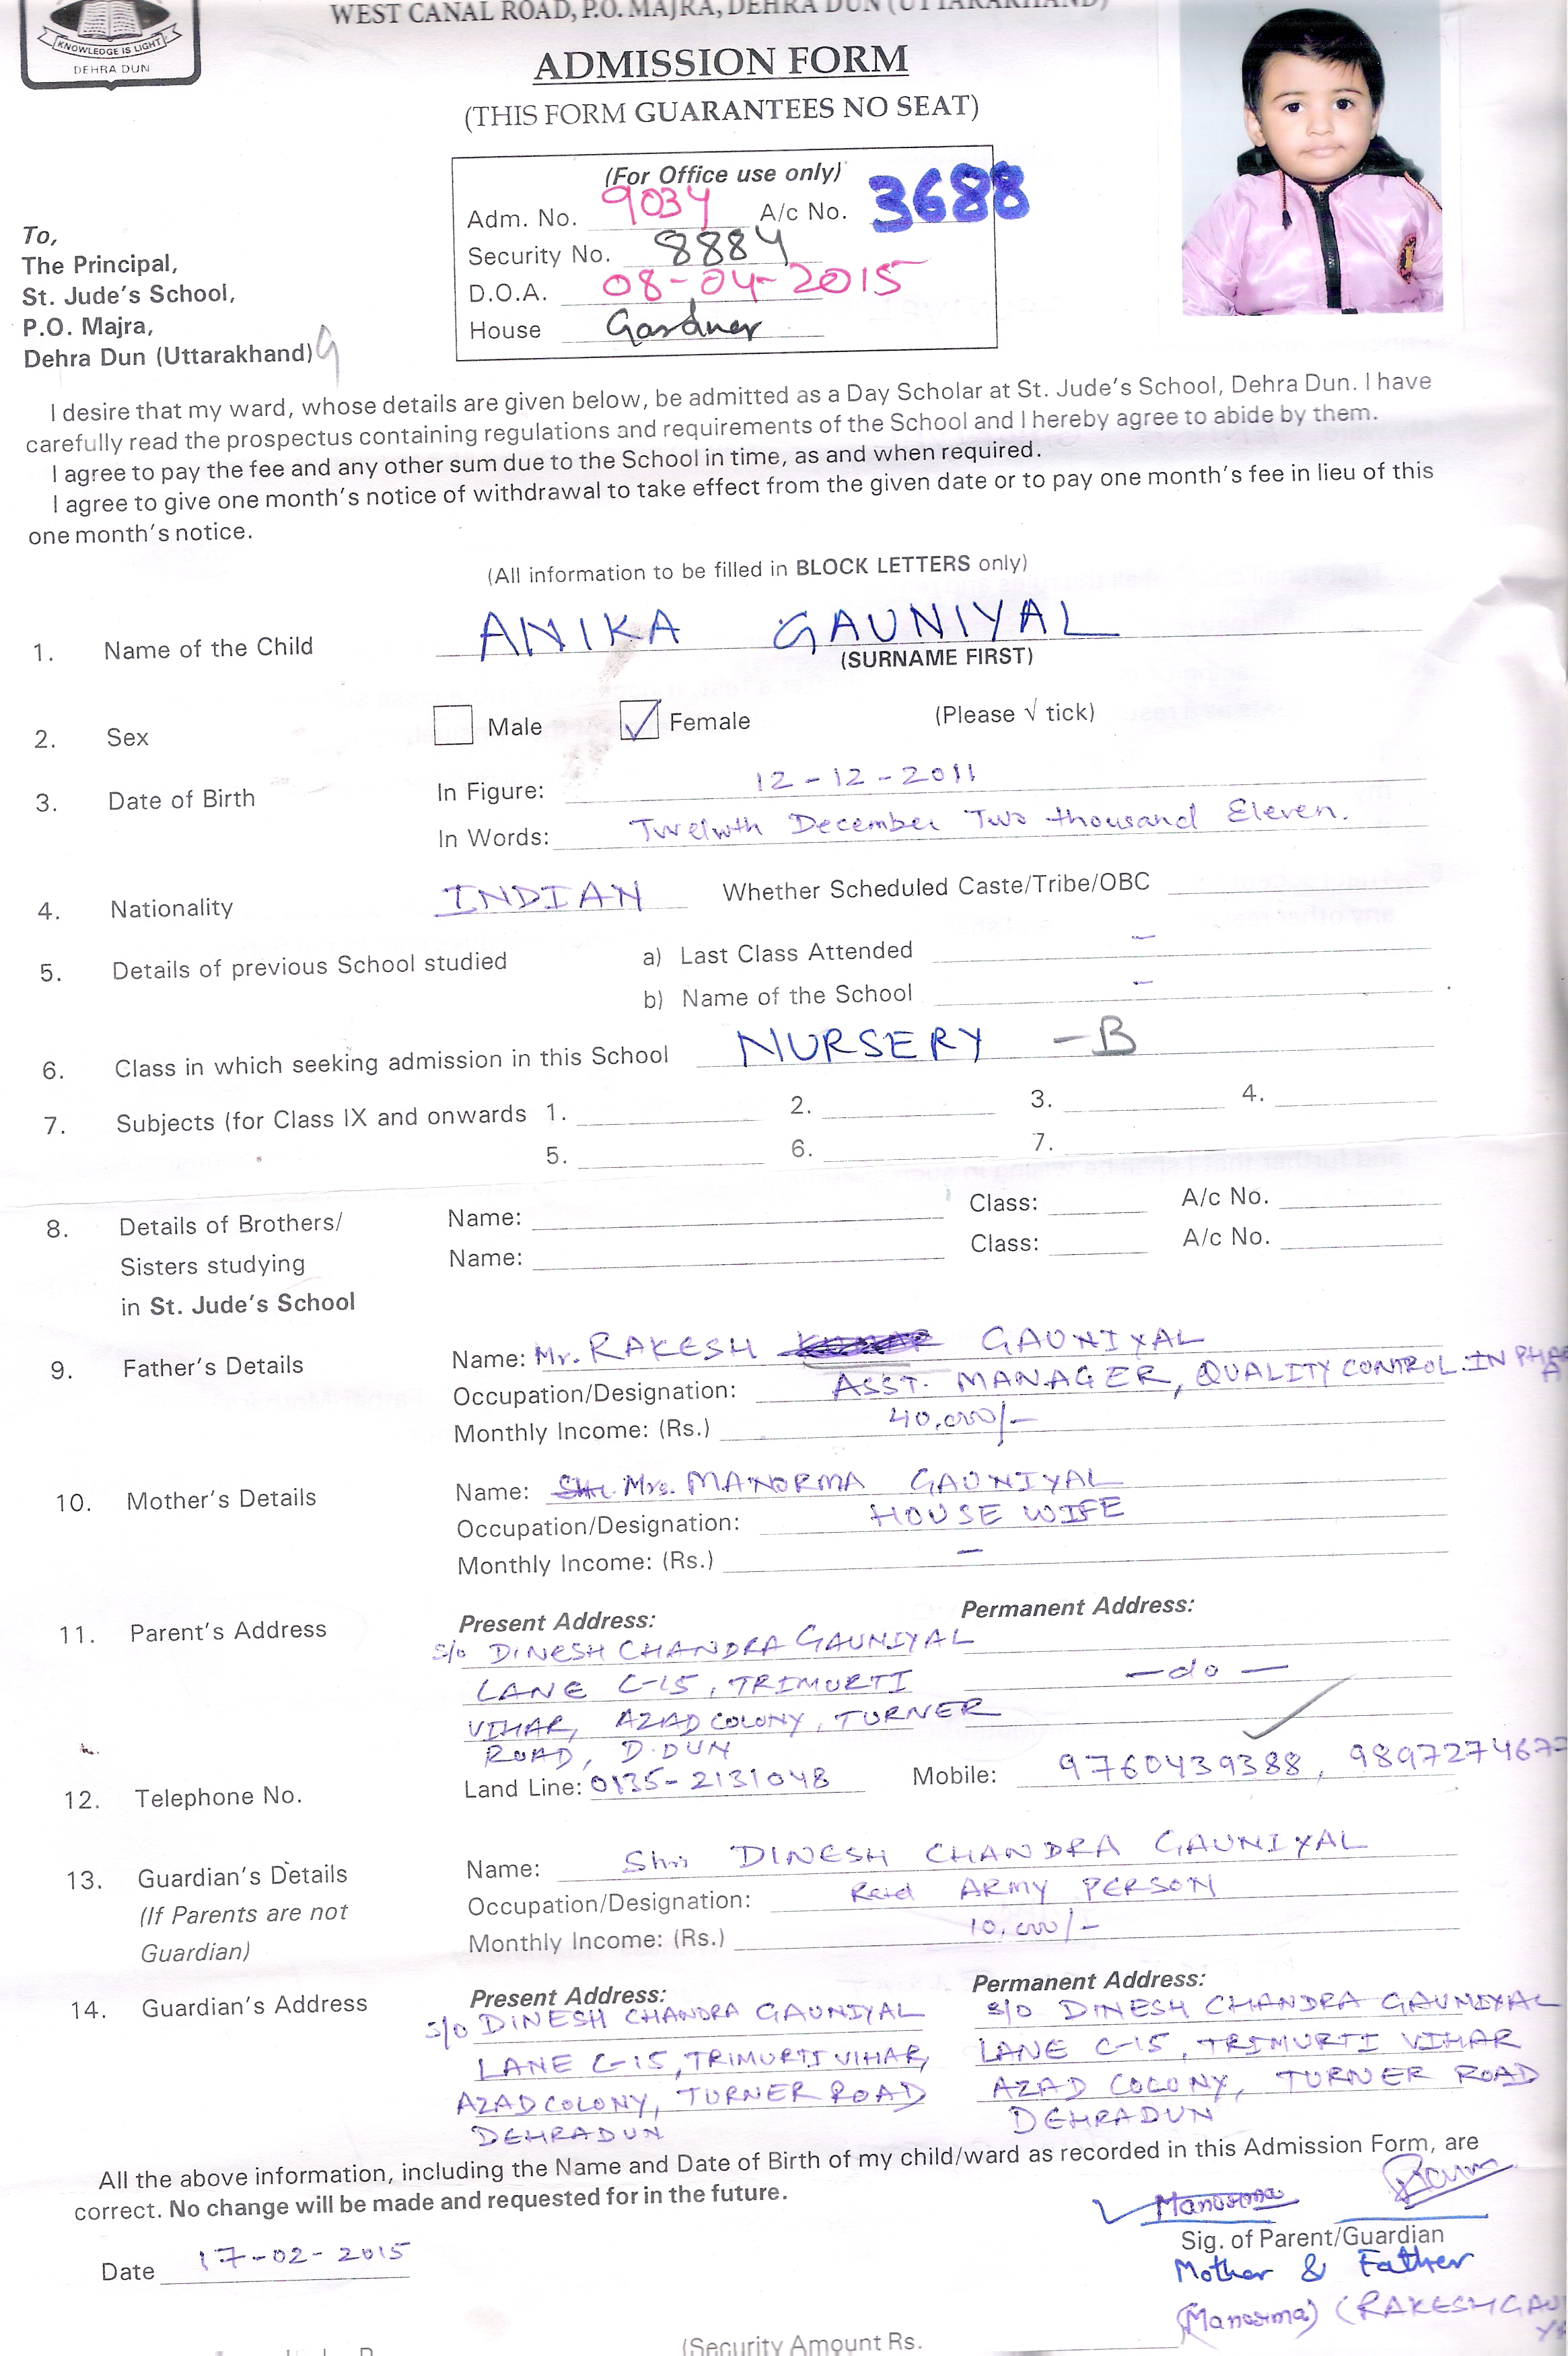 WEST CANAL ROAD, P.O. MAJRA, DEHRA DUN (UTTARAKHAND)
KNOWLEDGE IS LIGHT
DEHRA DUN
ADMISSION FORM
(THIS FORM GUARANTEES NO SEAT)
(For Office use only)
Adm. No. 9034 A/c No. 3688
Security No. 8884
D.O.A. 08-04-2015
House Gardner
To,
The Principal,
St. Jude's School,
P.O. Majra,
Dehra Dun (Uttarakhand) G
I desire that my ward, whose details are given below, be admitted as a Day Scholar at St. Jude's School, Dehra Dun. I have
carefully read the prospectus containing regulations and requirements of the School and I hereby agree to abide by them.
I agree to pay the fee and any other sum due to the School in time, as and when required.
I agree to give one month's notice of withdrawal to take effect from the given date or to pay one month's fee in lieu of this
one month's notice.
(All information to be filled in BLOCK LETTERS only)
1. Name of the Child ANIKA GAUNIYAL
(SURNAME FIRST)
2. Sex Male ✓ Female (Please √ tick)
3. Date of Birth In Figure: 12-12-2011
In Words: Twelwth December Two thousand Eleven.
4. Nationality INDIAN Whether Scheduled Caste/Tribe/OBC
5. Details of previous School studied a) Last Class Attended –
b) Name of the School –
6. Class in which seeking admission in this School NURSERY – B
7. Subjects (for Class IX and onwards 1. 2. 3. 4.
5. 6. 7.
8. Details of Brothers/ Name: Class: A/c No.
Sisters studying Name: Class: A/c No.
in St. Jude's School
9. Father's Details Name: Mr. RAKESH GAUNIYAL
Occupation/Designation: ASST. MANAGER, QUALITY CONTROL. IN
Monthly Income: (Rs.) 40,000/-
10. Mother's Details Name: Mrs. MANORMA GAUNIYAL
Occupation/Designation: HOUSE WIFE
Monthly Income: (Rs.) –
11. Parent's Address Present Address: Permanent Address:
S/o DINESH CHANDRA GAUNIYAL
LANE C-15, TRIMURTI — do —
VIHAR, AZAD COLONY, TURNER
ROAD, D.DUN
12. Telephone No. Land Line: 0135-2131048 Mobile: 9760439388, 9897274677
13. Guardian's Details Name: Shri DINESH CHANDRA GAUNIYAL
(If Parents are not Occupation/Designation: Retd ARMY PERSON
Guardian) Monthly Income: (Rs.) 10,000/-
14. Guardian's Address Present Address: Permanent Address:
S/o DINESH CHANDRA GAUNIYAL S/o DINESH CHANDRA GAUNIYAL
LANE C-15, TRIMURTI VIHAR, LANE C-15, TRIMURTI VIHAR
AZAD COLONY, TURNER ROAD AZAD COLONY, TURNER ROAD
DEHRADUN DEHRADUN
All the above information, including the Name and Date of Birth of my child/ward as recorded in this Admission Form, are
correct. No change will be made and requested for in the future.
Manorma
Sig. of Parent/Guardian
Date 17-02-2015
Mother & Father
(Manorma) (RAKESH
(Security Amount Rs.